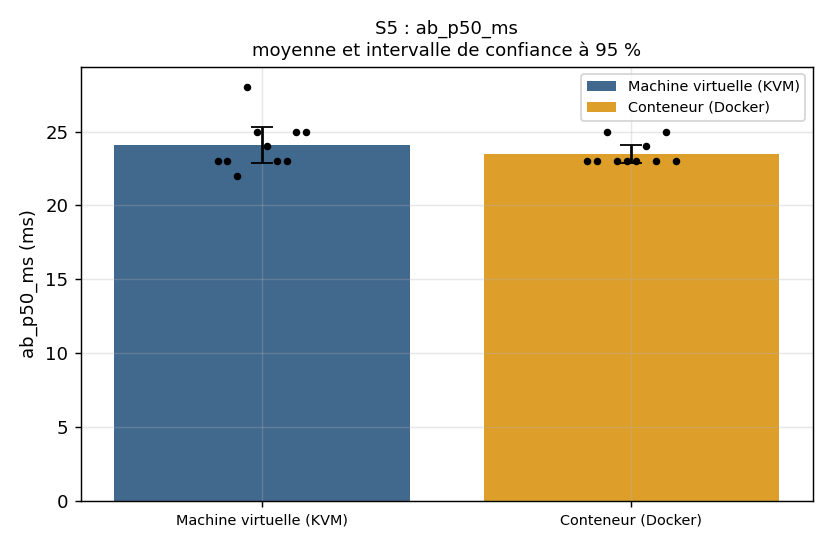 S5 : ab_p50_ms
moyenne et intervalle de confiance à 95 %
Machine virtuelle (KVM)
Conteneur (Docker)
ab_p50_ms (ms)
25
20
15
10
5
0
Machine virtuelle (KVM)
Conteneur (Docker)